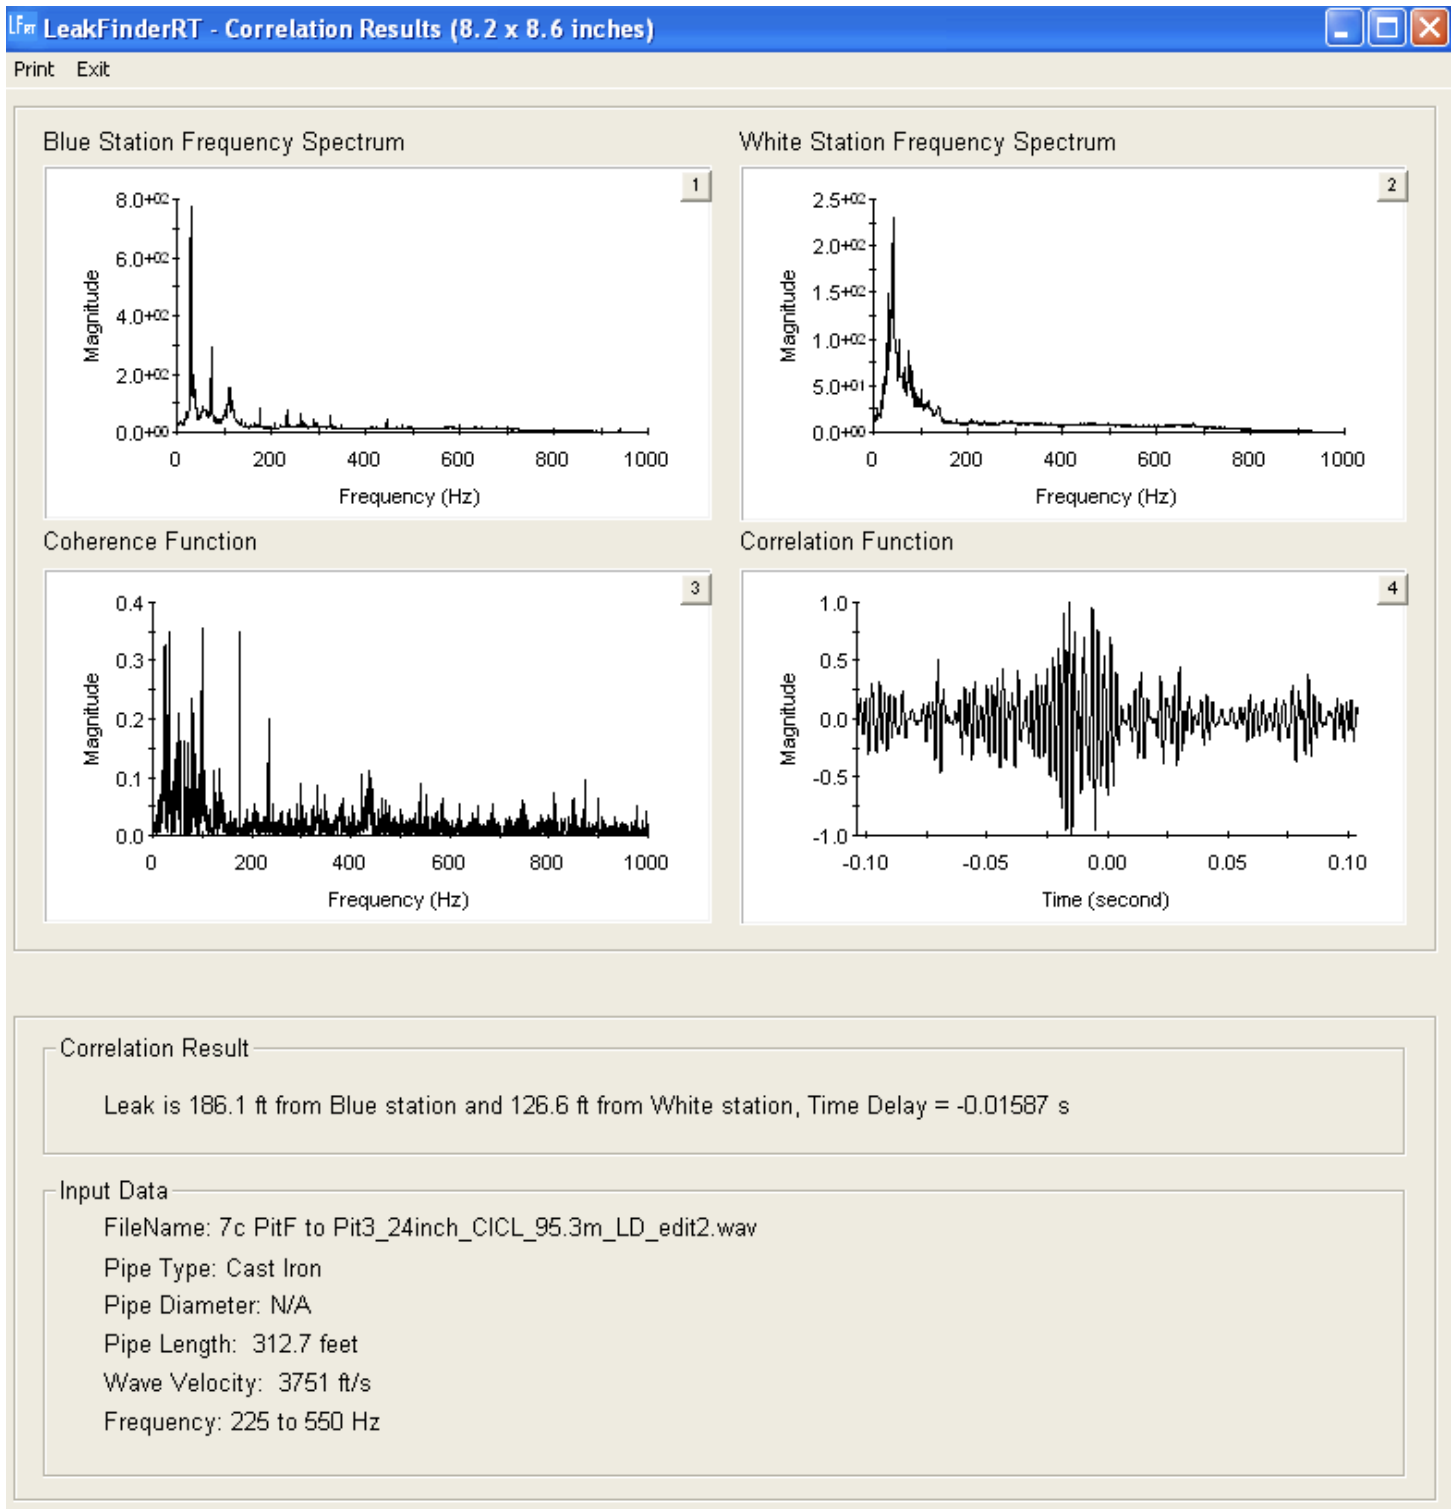 LFRT LeakFinderRT - Correlation Results (8.2 x 8.6 inches)
Print Exit
Blue Station Frequency Spectrum
1
8.0+02
6.0+02
4.0+02
2.0+02
0.0+00
Magnitude
0 200 400 600 800 1000
Frequency (Hz)
White Station Frequency Spectrum
2
2.5+02
2.0+02
1.5+02
1.0+02
5.0+01
0.0+00
Magnitude
0 200 400 600 800 1000
Frequency (Hz)
Coherence Function
3
0.4
0.3
0.2
0.1
0.0
Magnitude
0 200 400 600 800 1000
Frequency (Hz)
Correlation Function
4
1.0
0.5
0.0
-0.5
-1.0
Magnitude
-0.10 -0.05 0.00 0.05 0.10
Time (second)
Correlation Result
Leak is 186.1 ft from Blue station and 126.6 ft from White station, Time Delay = -0.01587 s
Input Data
FileName: 7c PitF to Pit3_24inch_CICL_95.3m_LD_edit2.wav
Pipe Type: Cast Iron
Pipe Diameter: N/A
Pipe Length: 312.7 feet
Wave Velocity: 3751 ft/s
Frequency: 225 to 550 Hz